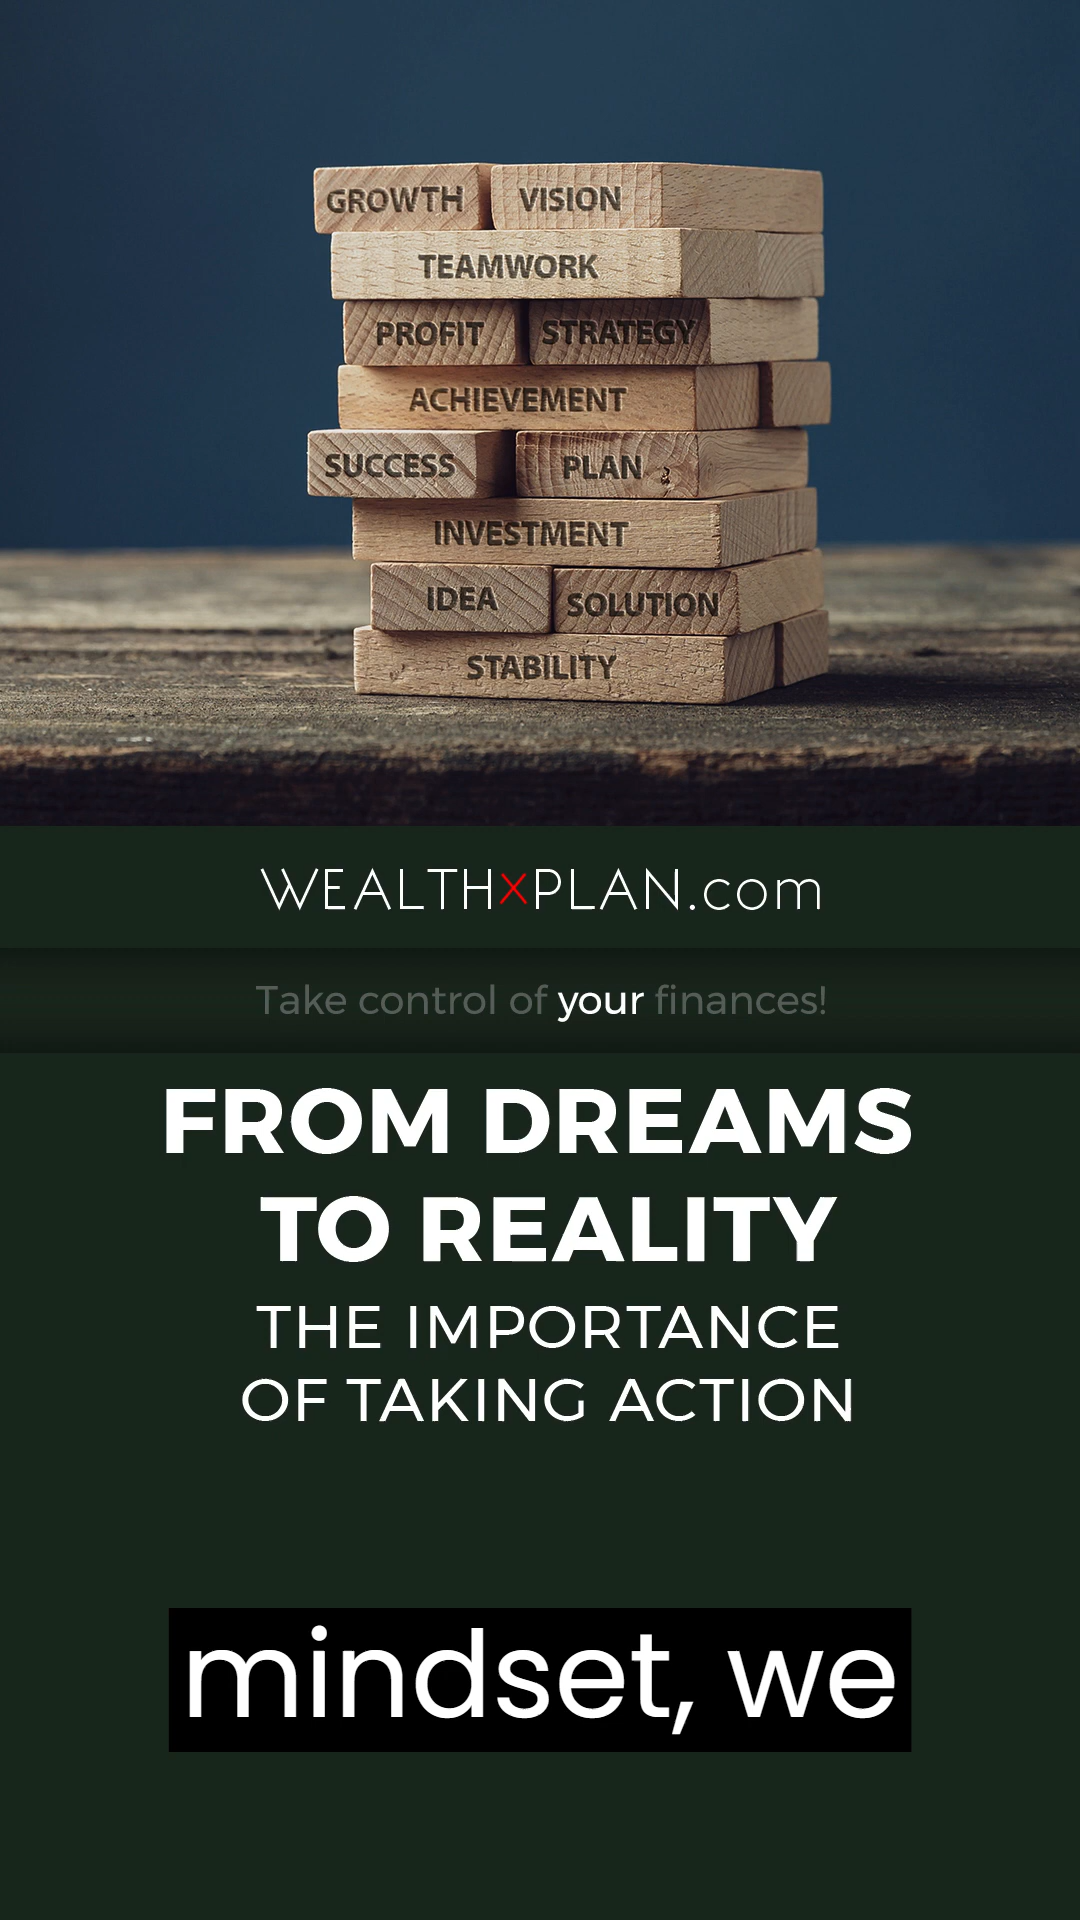 GROWTH VISION
TEAMWORK
PROFIT STRATEGY
ACHIEVEMENT
SUCCESS PLAN
INVESTMENT
IDEA SOLUTION
STABILITY
WEALTHXPLAN.com
Take control of your finances!
FROM DREAMS
TO REALITY
THE IMPORTANCE
OF TAKING ACTION
mindset, we